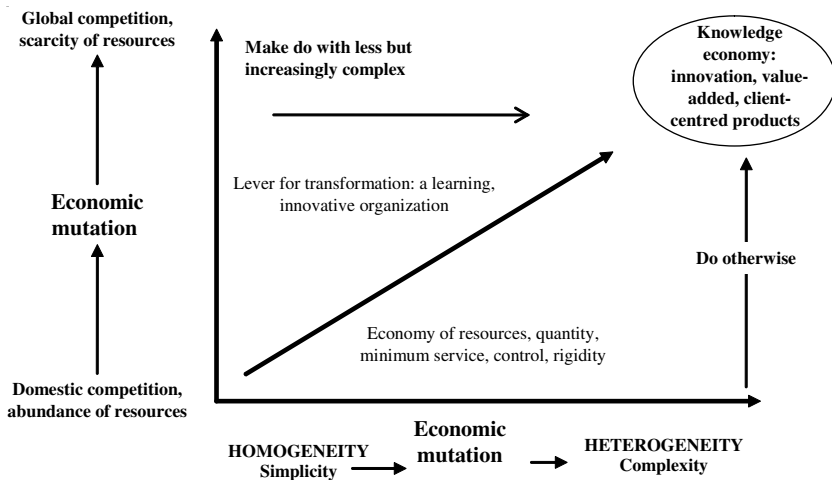 Global competition,
scarcity of resources
Make do with less but
increasingly complex
Knowledge
economy:
innovation, value-
added, client-
centred products
Lever for transformation: a learning,
innovative organization
Economic
mutation
Do otherwise
Economy of resources, quantity,
minimum service, control, rigidity
Domestic competition,
abundance of resources
HOMOGENEITY
Simplicity
Economic
mutation
HETEROGENEITY
Complexity